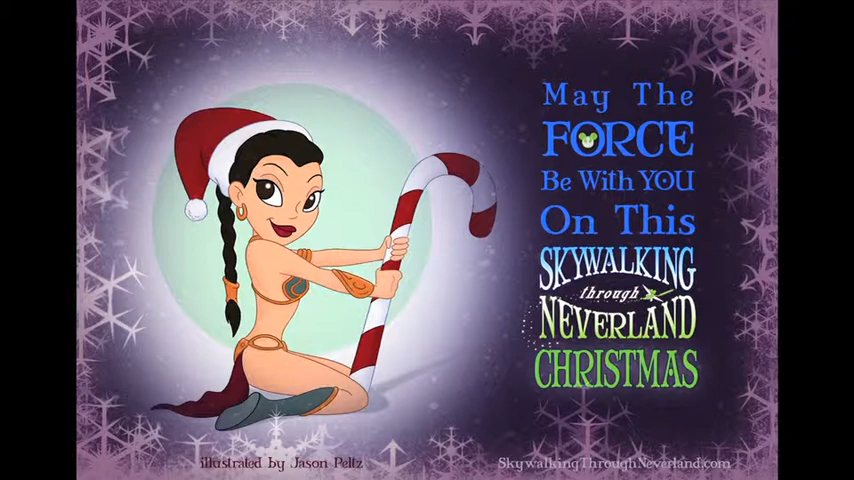 May The
FORCE
Be With YOU
On This
SKYWALKING
through
NEVERLAND
CHRISTMAS
illustrated by Jason Peltz
SkywalkingThroughNeverland.com